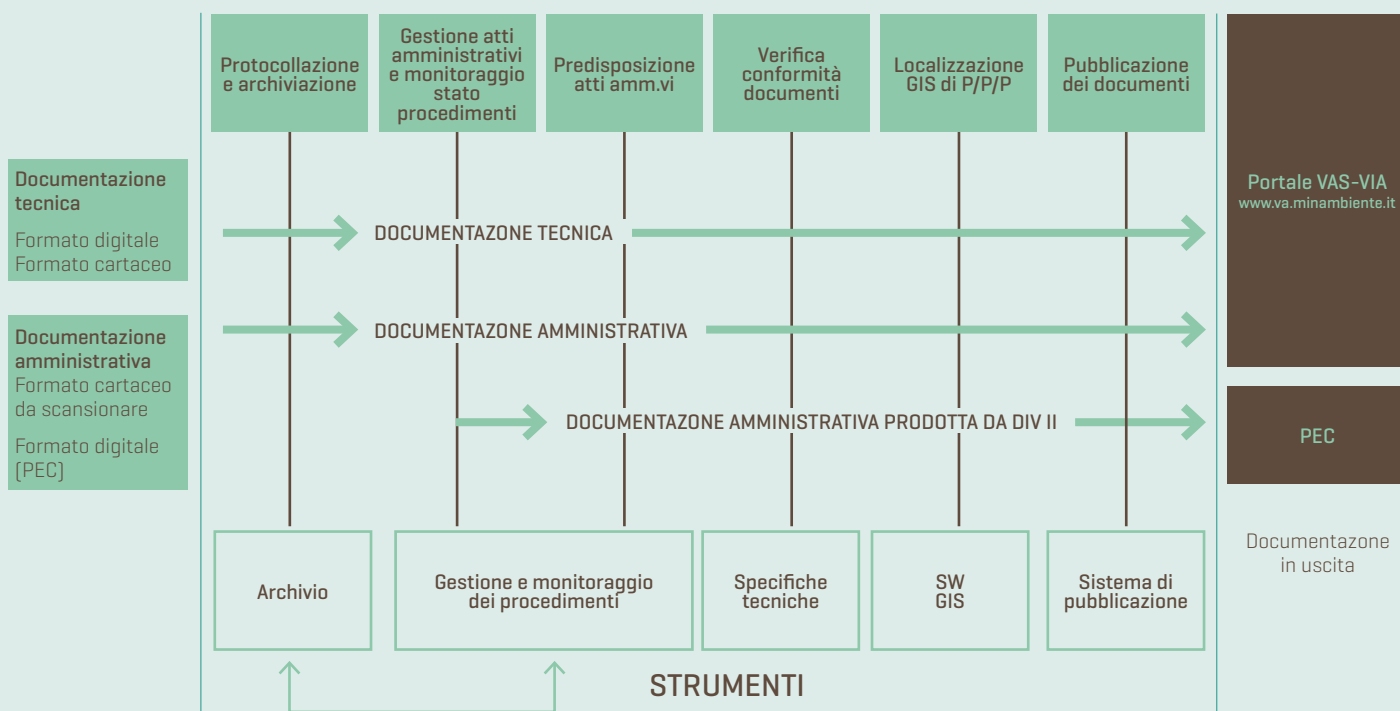 Protocollazione
e archiviazione
Gestione atti
amministrativi
e monitoraggio
stato
procedimenti
Predisposizione
atti amm.vi
Verifica
conformità
documenti
Localizzazione
GIS di P/P/P
Pubblicazione
dei documenti
Documentazione
tecnica
Formato digitale
Formato cartaceo
DOCUMENTAZONE TECNICA
Portale VAS-VIA
www.va.minambiente.it
Documentazione
amministrativa
Formato cartaceo
da scansionare
Formato digitale
(PEC)
DOCUMENTAZONE AMMINISTRATIVA
DOCUMENTAZONE AMMINISTRATIVA PRODOTTA DA DIV II
PEC
Documentazone
in uscita
Archivio
Gestione e monitoraggio
dei procedimenti
Specifiche
tecniche
SW
GIS
Sistema di
pubblicazione
STRUMENTI